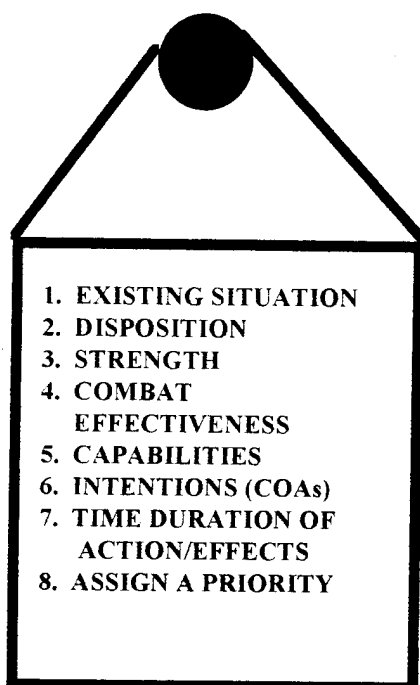 1. EXISTING SITUATION
2. DISPOSITION
3. STRENGTH
4. COMBAT
EFFECTIVENESS
5. CAPABILITIES
6. INTENTIONS (COAs)
7. TIME DURATION OF
ACTION/EFFECTS
8. ASSIGN A PRIORITY